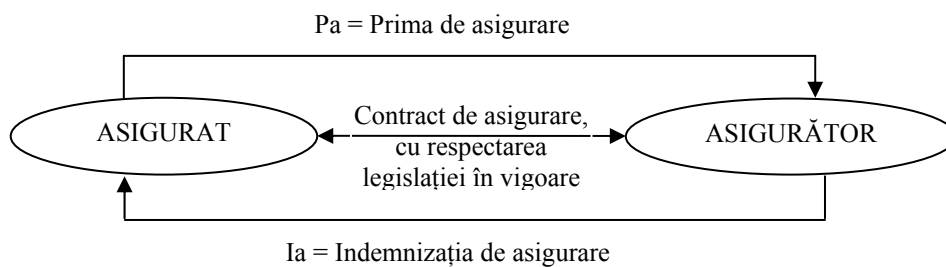 Pa = Prima de asigurare
ASIGURAT
Contract de asigurare,
cu respectarea
legislației în vigoare
ASIGURĂTOR
Ia = Indemnizația de asigurare